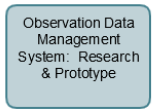 Observation Data
Management
System:  Research
& Prototype